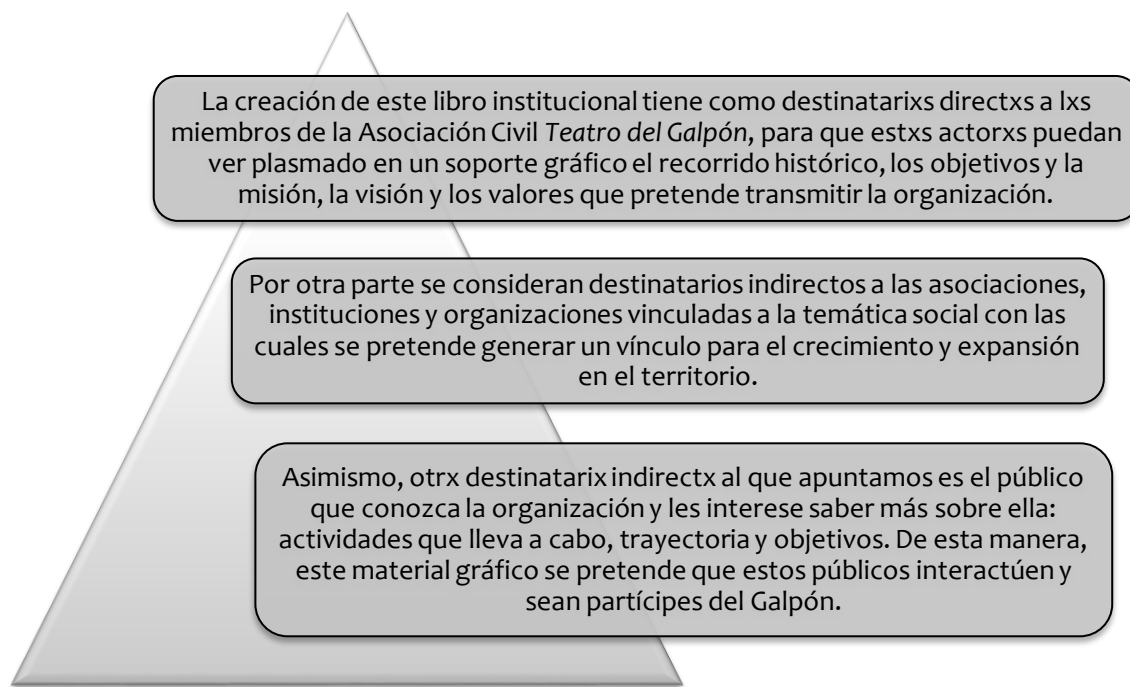 La creación de este libro institucional tiene como destinatarixs directxs a lxs
miembros de la Asociación Civil Teatro del Galpón, para que estxs actorxs puedan
ver plasmado en un soporte gráfico el recorrido histórico, los objetivos y la
misión, la visión y los valores que pretende transmitir la organización.
Por otra parte se consideran destinatarios indirectos a las asociaciones,
instituciones y organizaciones vinculadas a la temática social con las
cuales se pretende generar un vínculo para el crecimiento y expansión
en el territorio.
Asimismo, otrx destinatarix indirectx al que apuntamos es el público
que conozca la organización y les interese saber más sobre ella:
actividades que lleva a cabo, trayectoria y objetivos. De esta manera,
este material gráfico se pretende que estos públicos interactúen y
sean partícipes del Galpón.